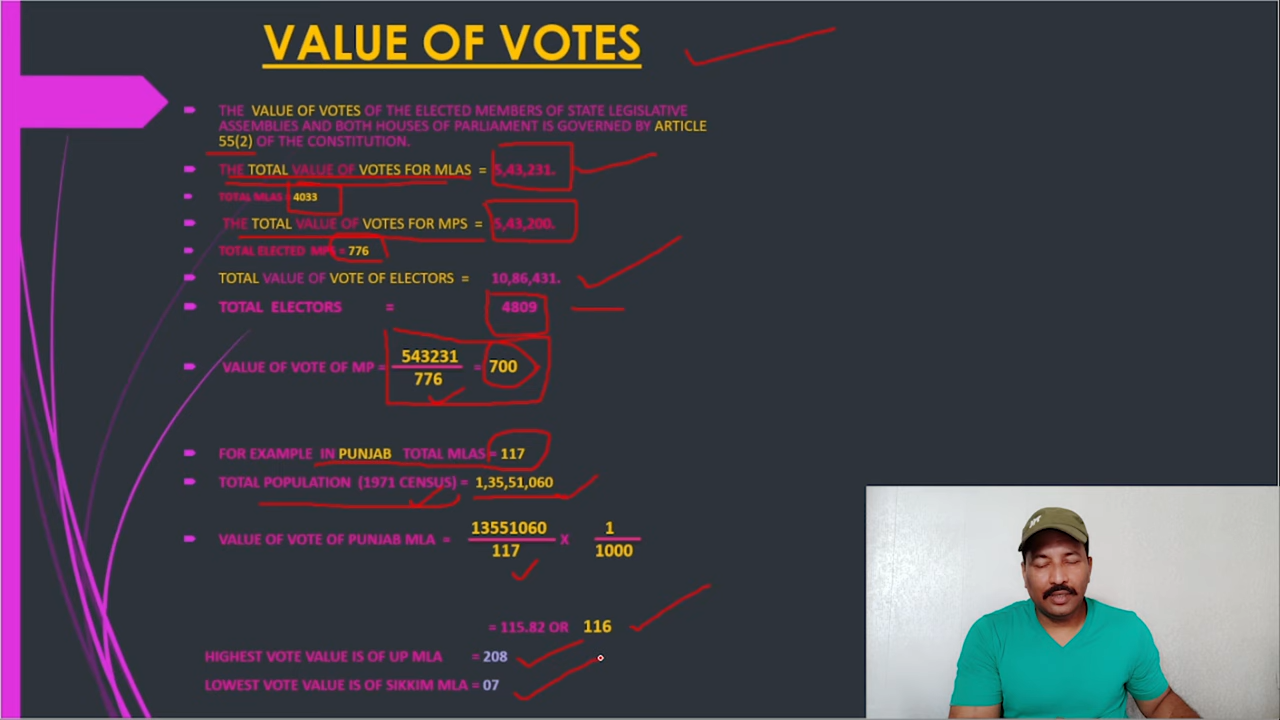 VALUE OF VOTES
THE VALUE OF VOTES OF THE ELECTED MEMBERS OF STATE LEGISLATIVE
ASSEMBLIES AND BOTH HOUSES OF PARLIAMENT IS GOVERNED BY ARTICLE
55(2) OF THE CONSTITUTION.
THE TOTAL VALUE OF VOTES FOR MLAS = 5,43,231.
TOTAL MLAS = 4033
THE TOTAL VALUE OF VOTES FOR MPS = 5,43,200.
TOTAL ELECTED MPS = 776
TOTAL VALUE OF VOTE OF ELECTORS = 10,86,431.
TOTAL ELECTORS = 4809
VALUE OF VOTE OF MP = 543231 / 776 = 700
FOR EXAMPLE IN PUNJAB TOTAL MLAS = 117
TOTAL POPULATION (1971 CENSUS) = 1,35,51,060
VALUE OF VOTE OF PUNJAB MLA = 13551060 / 117 X 1 / 1000
= 115.82 OR 116
HIGHEST VOTE VALUE IS OF UP MLA = 208
LOWEST VOTE VALUE IS OF SIKKIM MLA = 07